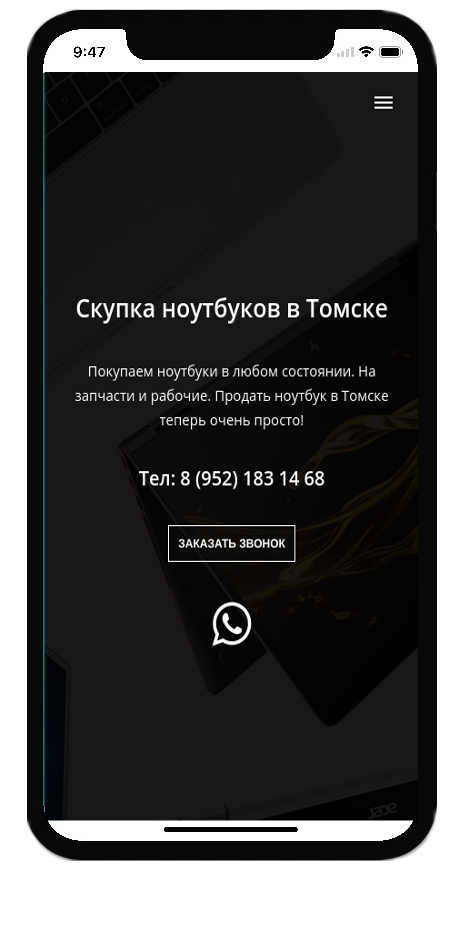 9:47
Скупка ноутбуков в Томске
Покупаем ноутбуки в любом состоянии. На
запчасти и рабочие. Продать ноутбук в Томске
теперь очень просто!
Тел: 8 (952) 183 14 68
ЗАКАЗАТЬ ЗВОНОК
acer